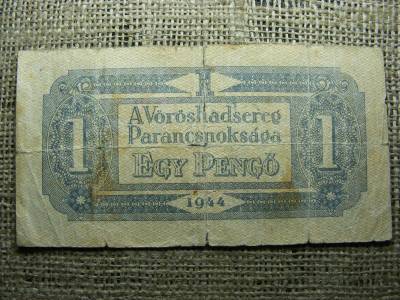 A VörösHadsereg
Parancsnoksága
1 EGY PENGŐ 1
1944